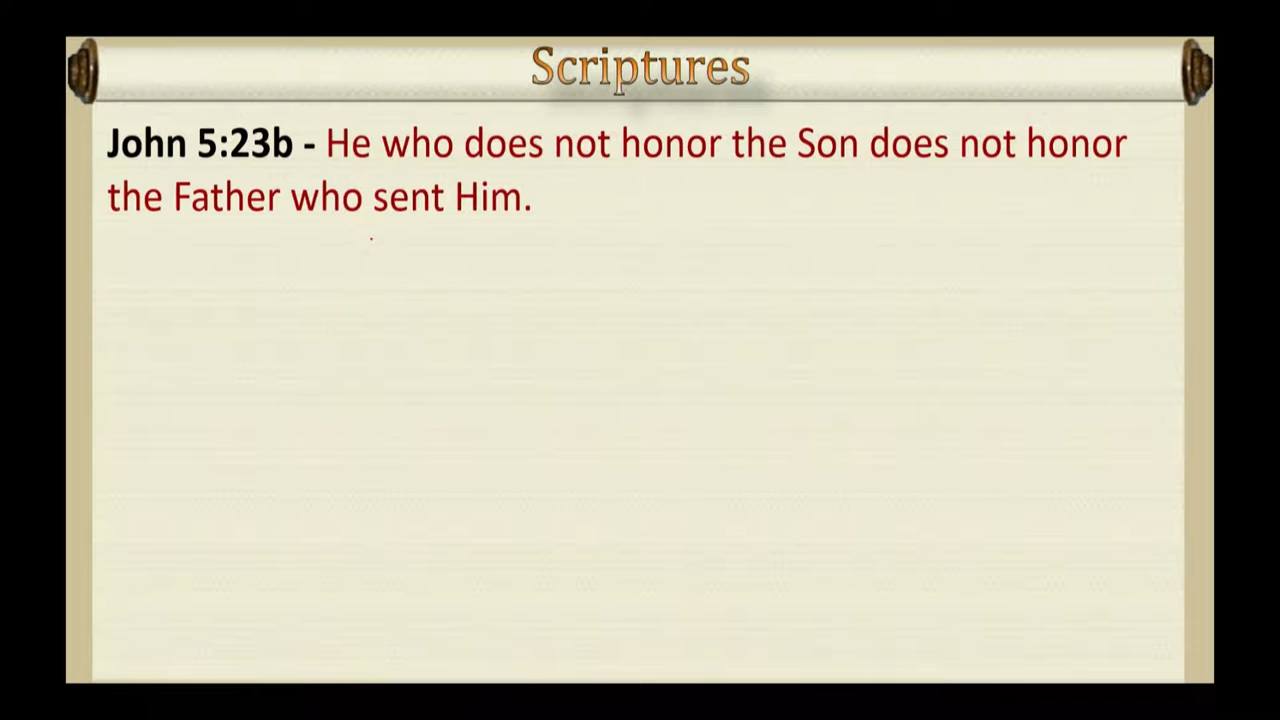 Scriptures
John 5:23b - He who does not honor the Son does not honor
the Father who sent Him.